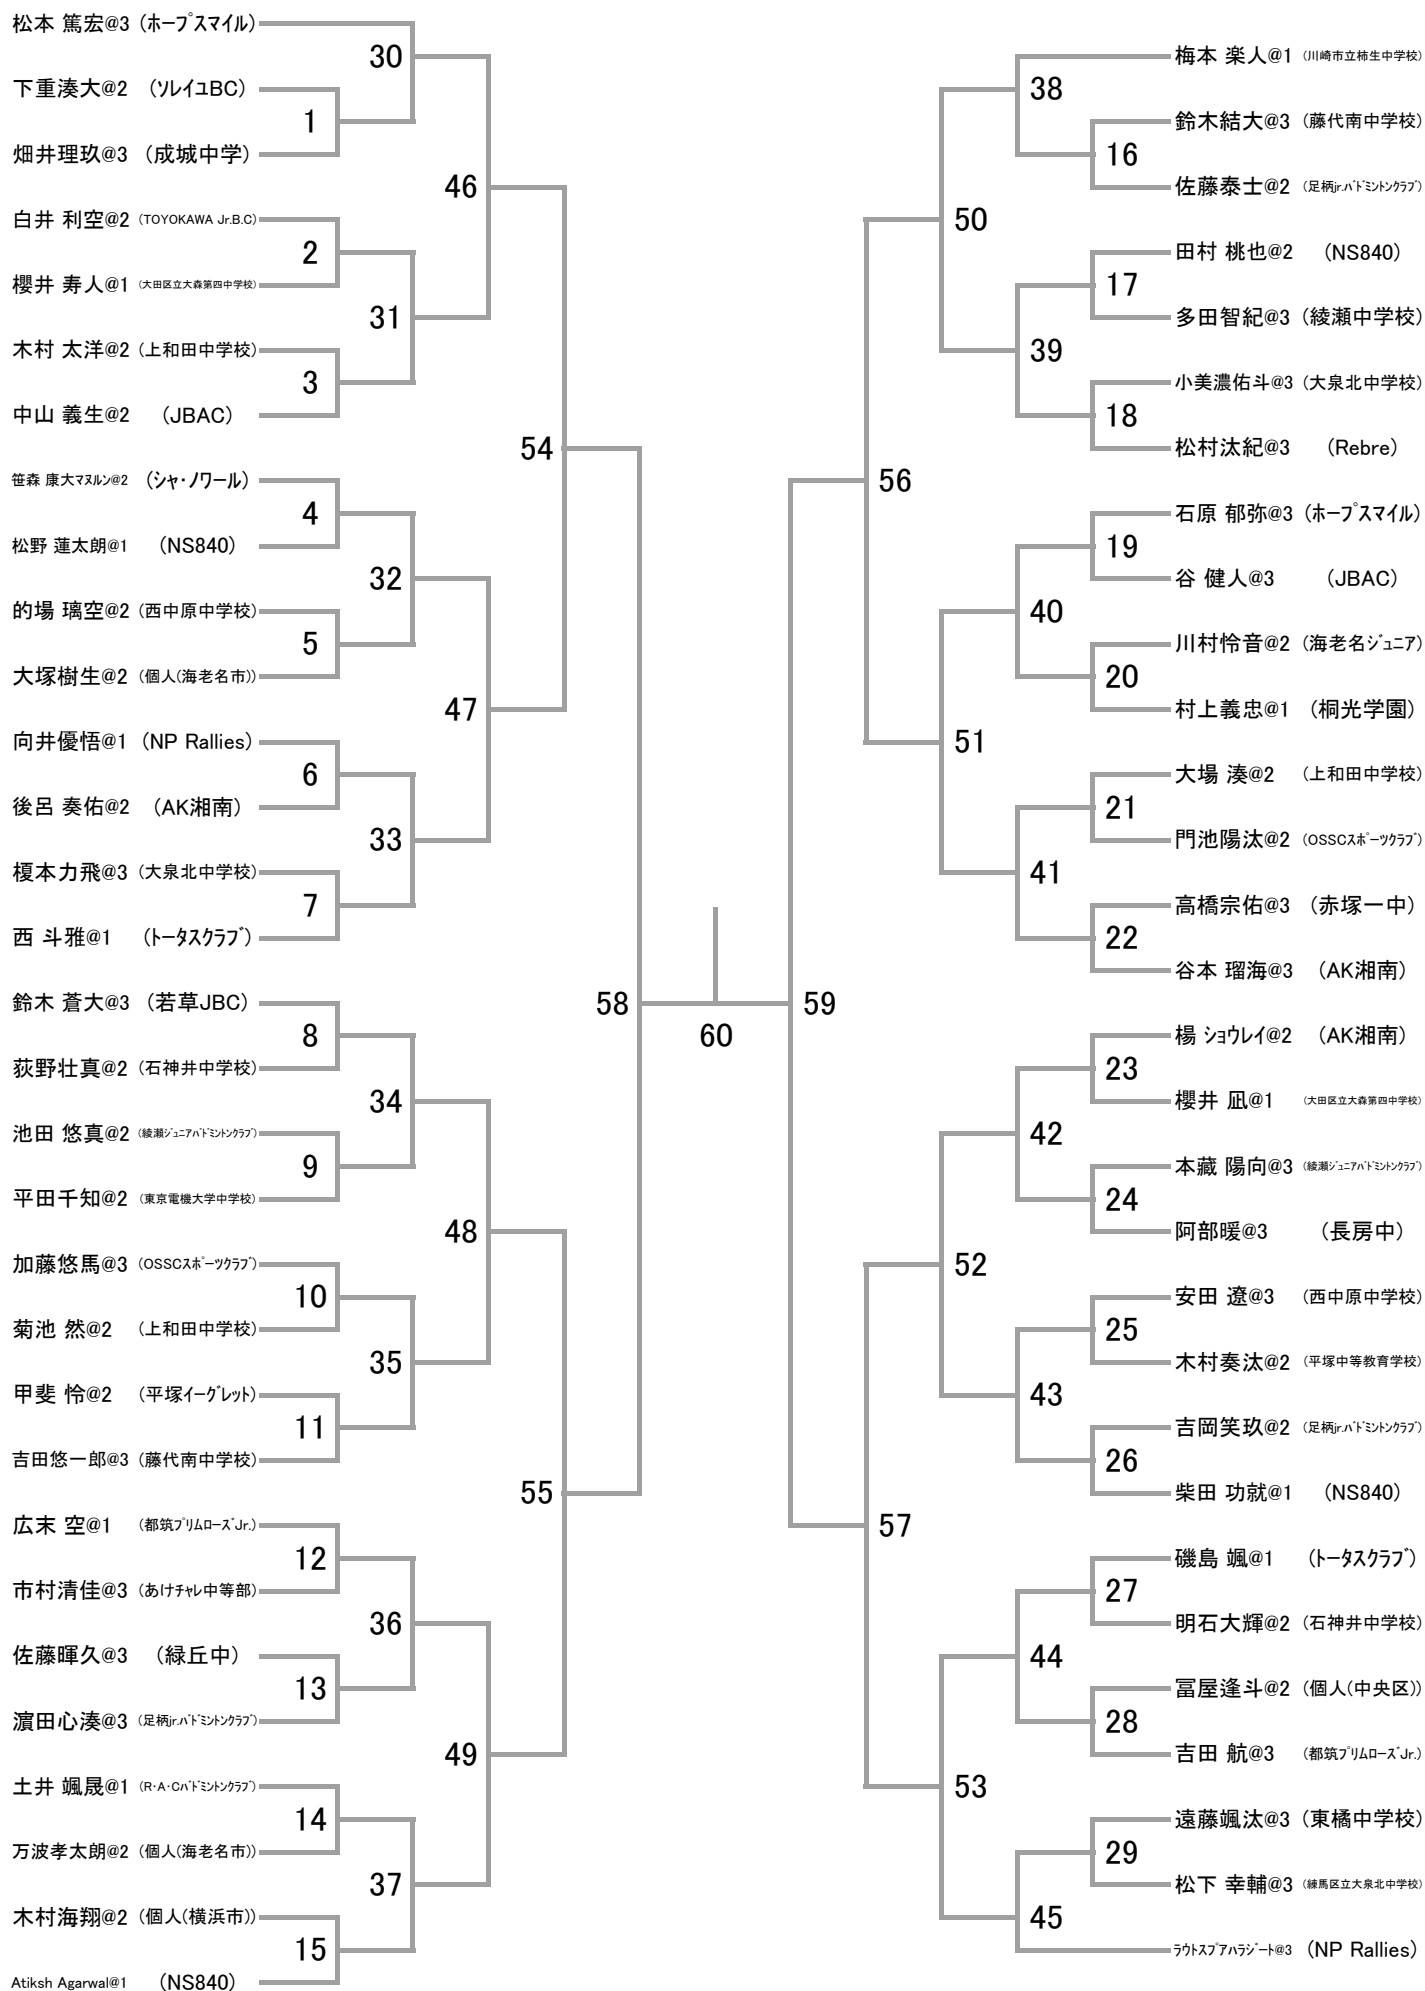 松本 篤宏@3 (ホープスマイル)
30
下重湊大@2 (ソレイユBC)
1
畑井理玖@3 (成城中学)
46
白井 利空@2 (TOYOKAWA Jr.B.C)
2
櫻井 寿人@1 (大田区立大森第四中学校)
31
木村 太洋@2 (上和田中学校)
3
中山 義生@2 (JBAC)
54
笹森 康大マヌルン@2 (シャ・ノワール)
4
松野 蓮太朗@1 (NS840)
32
的場 璃空@2 (西中原中学校)
5
大塚樹生@2 (個人(海老名市))
47
向井優悟@1 (NP Rallies)
6
後呂 奏佑@2 (AK湘南)
33
榎本力飛@3 (大泉北中学校)
7
西 斗雅@1 (トータスクラブ)
58
鈴木 蒼大@3 (若草JBC)
8
荻野壮真@2 (石神井中学校)
34
池田 悠真@2 (綾瀬ジュニアバドミントンクラブ)
9
平田千知@2 (東京電機大学中学校)
48
加藤悠馬@3 (OSSCスポーツクラブ)
10
菊池 然@2 (上和田中学校)
35
甲斐 怜@2 (平塚イーグレット)
11
吉田悠一郎@3 (藤代南中学校)
55
広末 空@1 (都筑プリムローズJr.)
12
市村清佳@3 (あけチャレ中等部)
36
佐藤暉久@3 (緑丘中)
13
濵田心湊@3 (足柄jr.バドミントンクラブ)
49
土井 颯晟@1 (R・A・Cバドミントンクラブ)
14
万波孝太朗@2 (個人(海老名市))
37
木村海翔@2 (個人(横浜市))
15
Atiksh Agarwal@1 (NS840)
60
梅本 楽人@1 (川崎市立柿生中学校)
38
鈴木結大@3 (藤代南中学校)
16
佐藤泰士@2 (足柄jr.バドミントンクラブ)
50
田村 桃也@2 (NS840)
17
多田智紀@3 (綾瀬中学校)
39
小美濃佑斗@3 (大泉北中学校)
18
松村汰紀@3 (Rebre)
56
石原 郁弥@3 (ホープスマイル)
19
谷 健人@3 (JBAC)
40
川村怜音@2 (海老名ジュニア)
20
村上義忠@1 (桐光学園)
51
大場 湊@2 (上和田中学校)
21
門池陽汰@2 (OSSCスポーツクラブ)
41
高橋宗佑@3 (赤塚一中)
22
谷本 瑠海@3 (AK湘南)
59
楊 ショウレイ@2 (AK湘南)
23
櫻井 凪@1 (大田区立大森第四中学校)
42
本藏 陽向@3 (綾瀬ジュニアバドミントンクラブ)
24
阿部暖@3 (長房中)
52
安田 遼@3 (西中原中学校)
25
木村奏汰@2 (平塚中等教育学校)
43
吉岡笑玖@2 (足柄jr.バドミントンクラブ)
26
柴田 功就@1 (NS840)
57
磯島 颯@1 (トータスクラブ)
27
明石大輝@2 (石神井中学校)
44
冨屋逢斗@2 (個人(中央区))
28
吉田 航@3 (都筑プリムローズJr.)
53
遠藤颯汰@3 (東橘中学校)
29
松下 幸輔@3 (練馬区立大泉北中学校)
45
ラウトスプアハラジート@3 (NP Rallies)